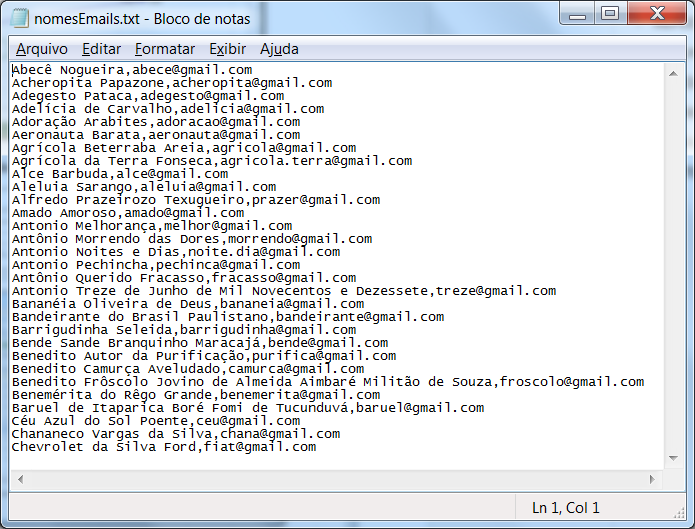 nomesEmails.txt - Bloco de notas
Arquivo Editar Formatar Exibir Ajuda
Abecê Nogueira,abece@gmail.com
Acheropita Papazone,acheropita@gmail.com
Adegesto Pataca,adegesto@gmail.com
Adelícia de Carvalho,adelicia@gmail.com
Adoração Arabites,adoracao@gmail.com
Aeronauta Barata,aeronauta@gmail.com
Agrícola Beterraba Areia,agricola@gmail.com
Agrícola da Terra Fonseca,agricola.terra@gmail.com
Alce Barbuda,alce@gmail.com
Aleluia Sarango,aleluia@gmail.com
Alfredo Prazeirozo Texugueiro,prazer@gmail.com
Amado Amoroso,amado@gmail.com
Antonio Melhorança,melhor@gmail.com
Antônio Morrendo das Dores,morrendo@gmail.com
Antonio Noites e Dias,noite.dia@gmail.com
Antonio Pechincha,pechinca@gmail.com
Antônio Querido Fracasso,fracasso@gmail.com
Antonio Treze de Junho de Mil Novecentos e Dezessete,treze@gmail.com
Bananéia Oliveira de Deus,bananeia@gmail.com
Bandeirante do Brasil Paulistano,bandeirante@gmail.com
Barrigudinha Seleida,barrigudinha@gmail.com
Bende Sande Branquinho Maracajá,bende@gmail.com
Benedito Autor da Purificação,purifica@gmail.com
Benedito Camurça Aveludado,camurca@gmail.com
Benedito Frôscolo Jovino de Almeida Aimbaré Militão de Souza,froscolo@gmail.com
Benemérita do Rêgo Grande,benemerita@gmail.com
Baruel de Itaparica Boré Fomi de Tucunduvá,baruel@gmail.com
Céu Azul do Sol Poente,ceu@gmail.com
Chananeco Vargas da Silva,chana@gmail.com
Chevrolet da Silva Ford,fiat@gmail.com
Ln 1, Col 1